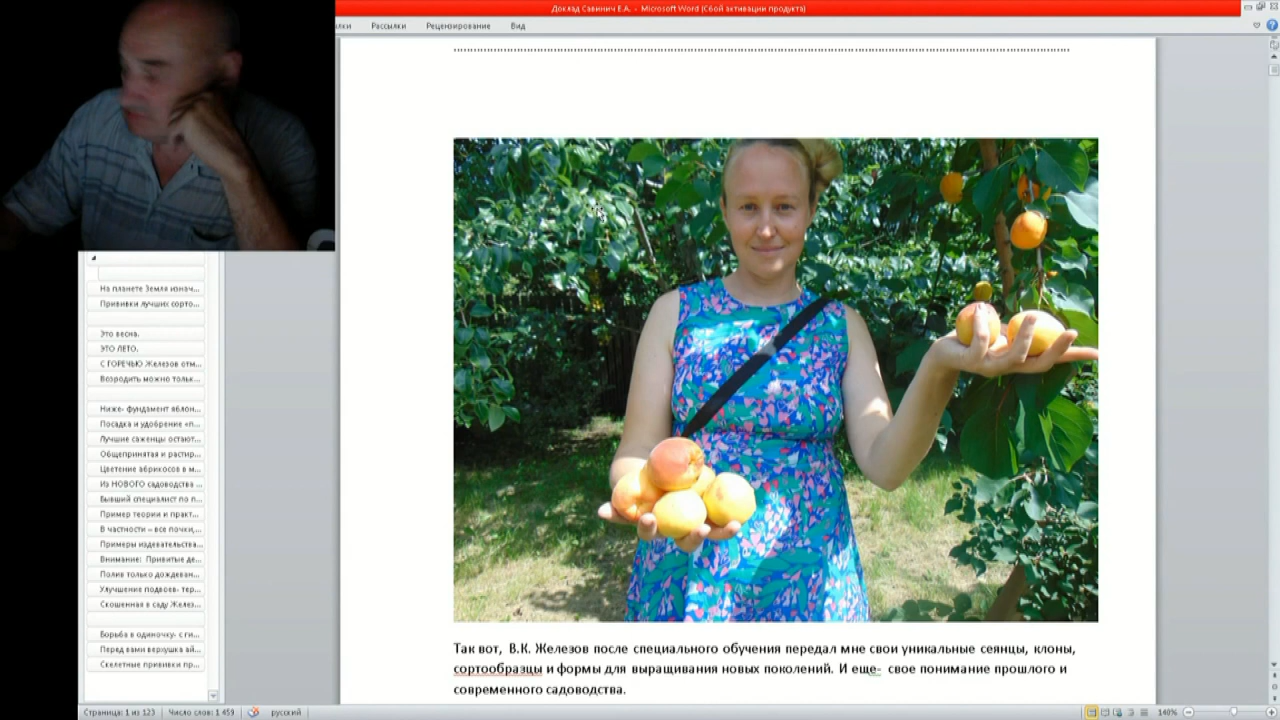 Доклад Савинич Е.А. - Microsoft Word (Сбой активации продукта)
лки Рассылки Рецензирование Вид
На планете Земля изнач...
Прививки лучших сорто...
Это весна.
ЭТО ЛЕТО.
С ГОРЕЧЬЮ Железов отм...
Возродить можно тольк...
Ниже- фундамент яблон...
Посадка и удобрение «п...
Лучшие саженцы остают...
Общепринятая и растир...
Цветение абрикосов в м...
Из НОВОГО садоводства ...
Бывший специалист по п...
Пример теории и практ...
В частности – все почки,...
Примеры издевательства...
Внимание: Привитые де...
Полив только дождеван...
Улучшение подвоев- тер...
Скошенная в саду Желез...
Борьба в одиночку- с ги...
Перед вами верхушка ай...
Скелетные прививки пр...
Так вот, В.К. Железов после специального обучения передал мне свои уникальные сеянцы, клоны,
сортообразцы и формы для выращивания новых поколений. И еще- свое понимание прошлого и
современного садоводства.
Страница: 1 из 123 Число слов: 1 459 русский 140%